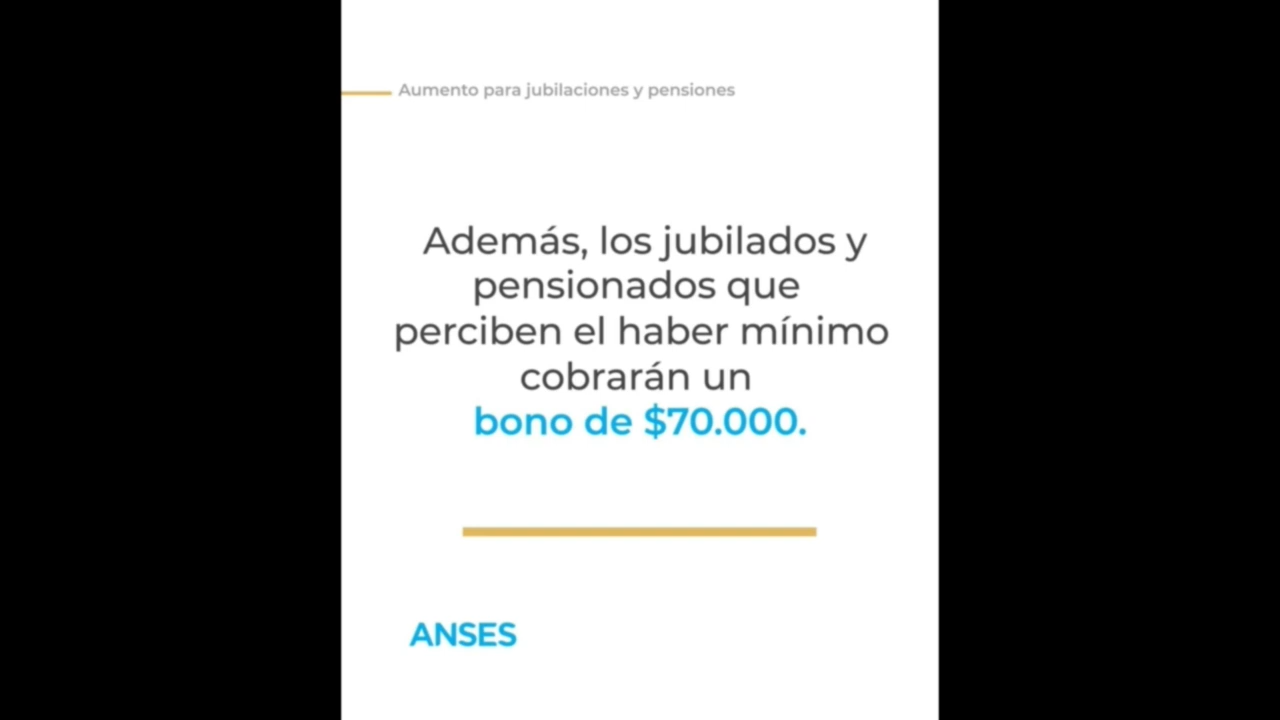 Aumento para jubilaciones y pensiones
Además, los jubilados y
pensionados que
perciben el haber mínimo
cobrarán un
bono de $70.000.
ANSES